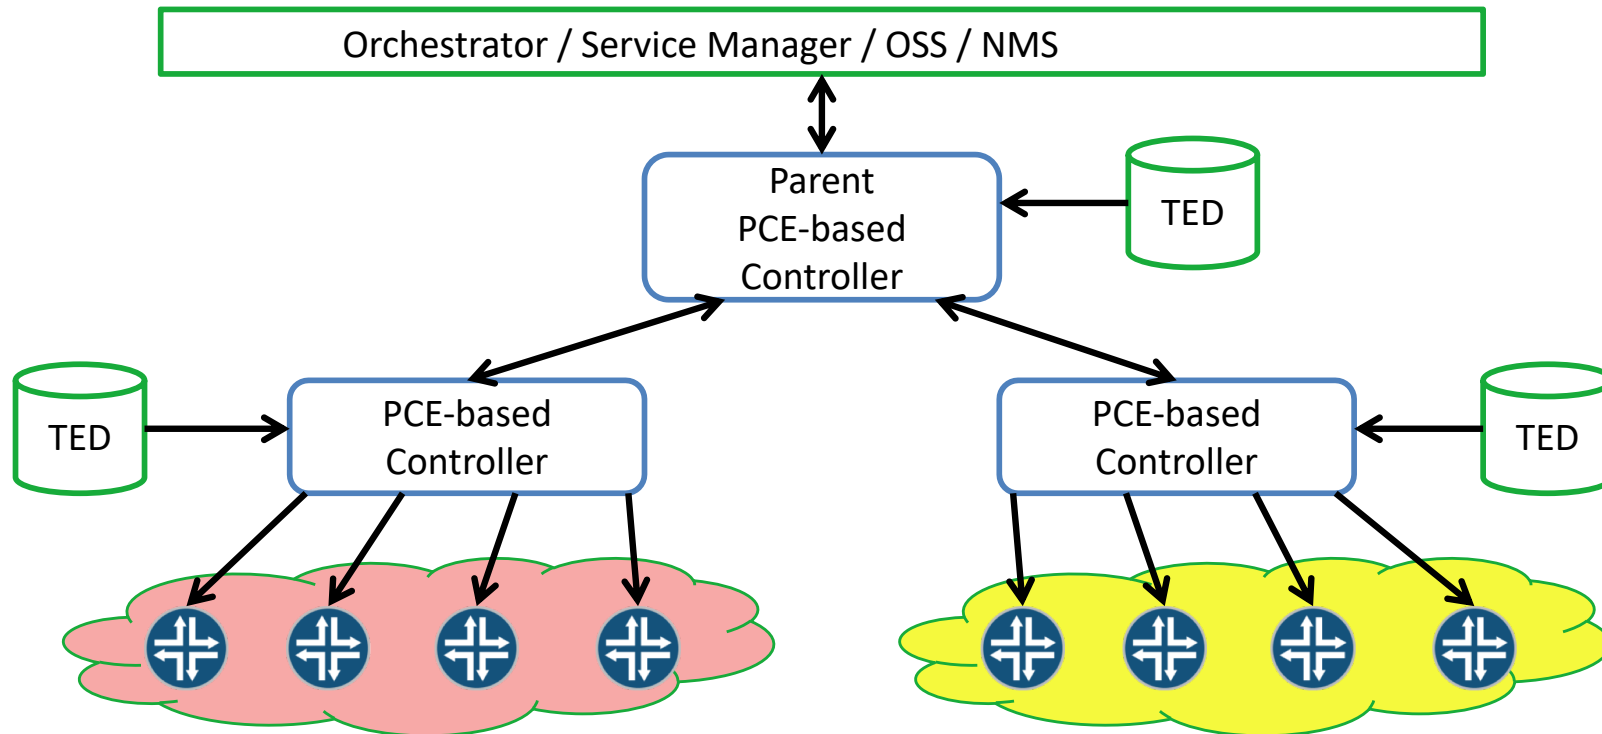 Orchestrator / Service Manager / OSS / NMS
Parent
PCE-based
Controller
TED
TED
PCE-based
Controller
PCE-based
Controller
TED